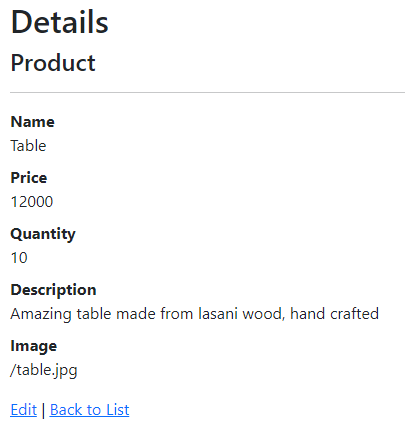 Details
Product
Name
Table
Price
12000
Quantity
10
Description
Amazing table made from lasani wood, hand crafted
Image
/table.jpg
Edit | Back to List